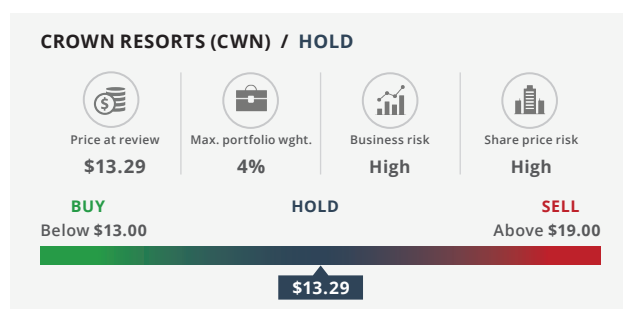 CROWN RESORTS (CWN) / HOLD
Price at review
$13.29
Max. portfolio wght.
4%
Business risk
High
Share price risk
High
BUY
Below $13.00
HOLD
SELL
Above $19.00
$13.29